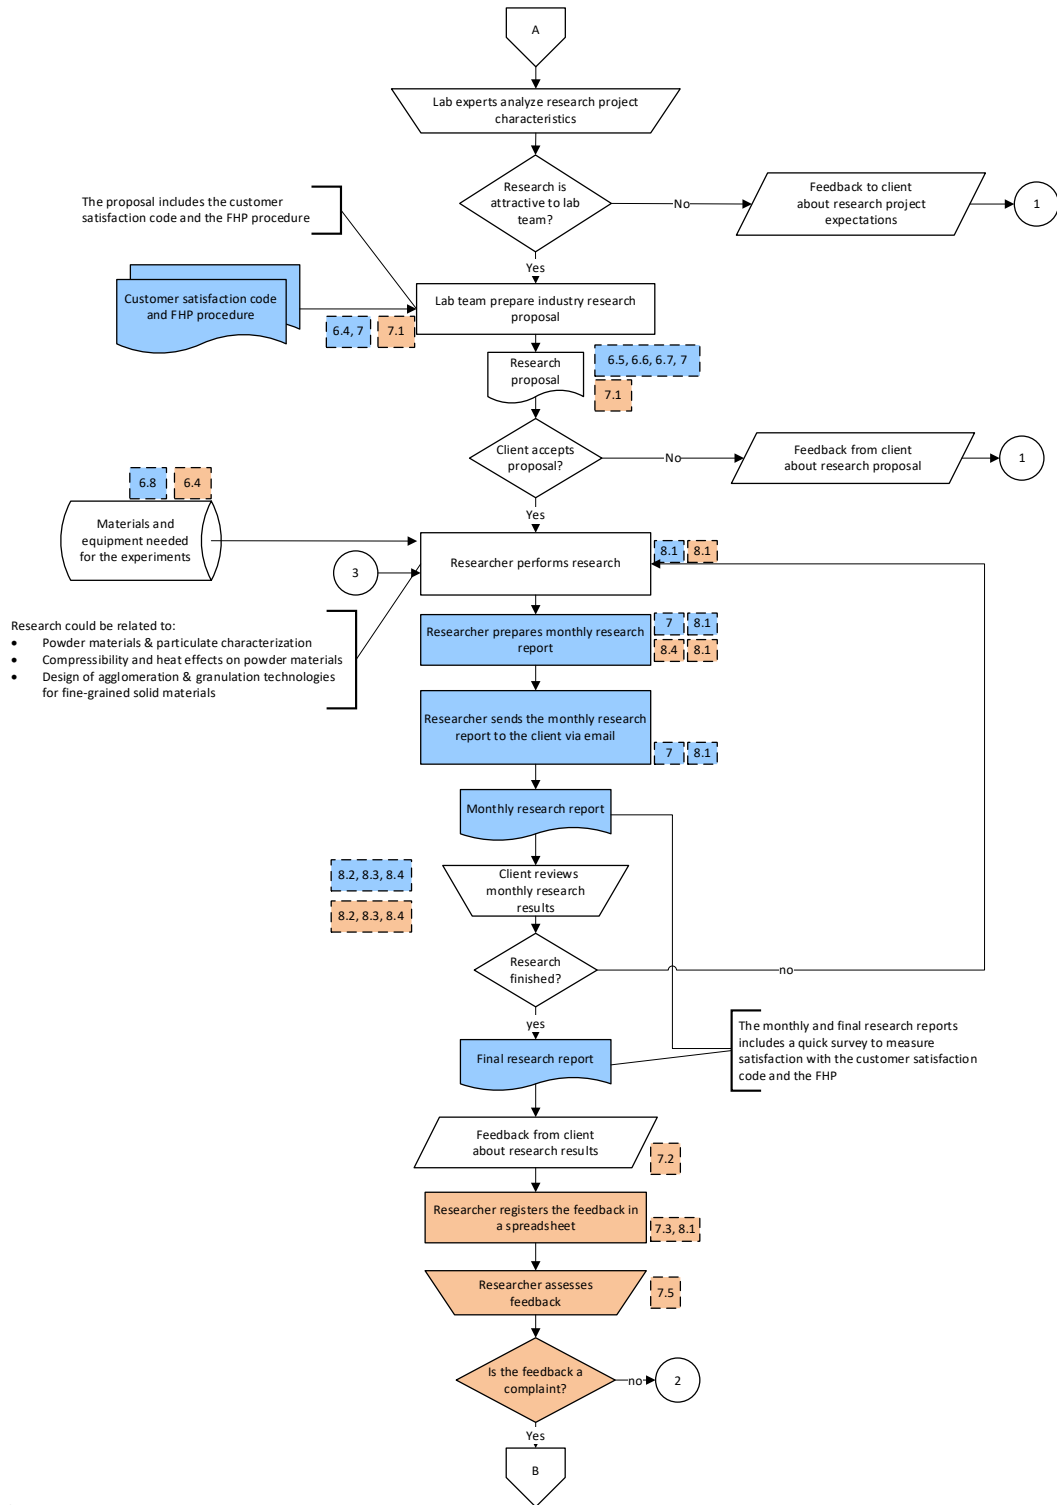 A
Lab experts analyze research project
characteristics
Research is
attractive to lab
team?
No
Feedback to client
about research project
expectations
1
The proposal includes the customer
satisfaction code and the FHP procedure
Yes
Customer satisfaction code
and FHP procedure
6.4, 7
7.1
Lab team prepare industry research
proposal
Research
proposal
6.5, 6.6, 6.7, 7
7.1
Client accepts
proposal?
No
Feedback from client
about research proposal
1
Yes
6.8
6.4
Materials and
equipment needed
for the experiments
3
Researcher performs research
8.1
8.1
Research could be related to:
• Powder materials & particulate characterization
• Compressibility and heat effects on powder materials
• Design of agglomeration & granulation technologies
for fine-grained solid materials
Researcher prepares monthly research
report
7
8.1
8.4
8.1
Researcher sends the monthly research
report to the client via email
7
8.1
Monthly research report
8.2, 8.3, 8.4
8.2, 8.3, 8.4
Client reviews
monthly research
results
Research
finished?
no
yes
Final research report
The monthly and final research reports
includes a quick survey to measure
satisfaction with the customer satisfaction
code and the FHP
Feedback from client
about research results
7.2
Researcher registers the feedback in
a spreadsheet
7.3, 8.1
Researcher assesses
feedback
7.5
Is the feedback a
complaint?
no
2
Yes
B